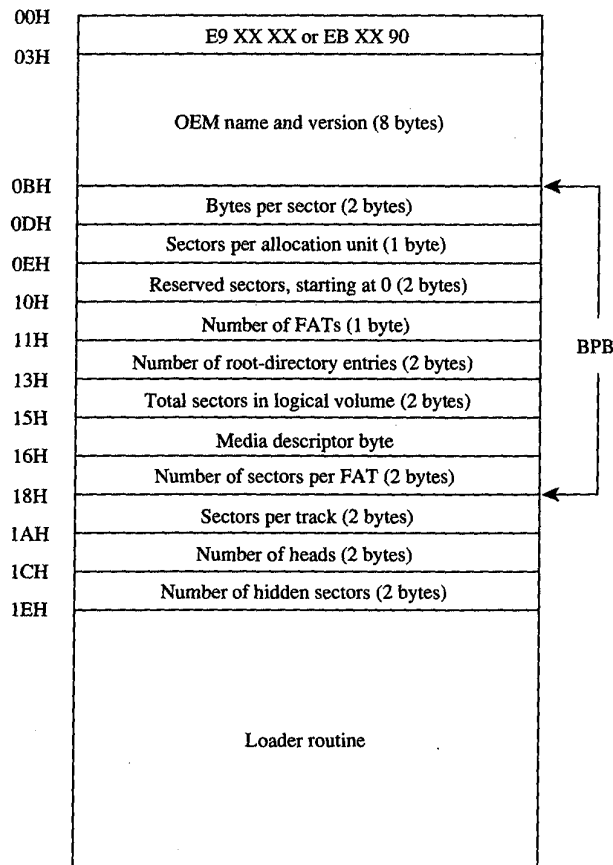 00H
E9 XX XX or EB XX 90
03H
OEM name and version (8 bytes)
0BH
Bytes per sector (2 bytes)
0DH
Sectors per allocation unit (1 byte)
0EH
Reserved sectors, starting at 0 (2 bytes)
10H
Number of FATs (1 byte)
11H
BPB
Number of root-directory entries (2 bytes)
13H
Total sectors in logical volume (2 bytes)
15H
Media descriptor byte
16H
Number of sectors per FAT (2 bytes)
18H
Sectors per track (2 bytes)
1AH
Number of heads (2 bytes)
1CH
Number of hidden sectors (2 bytes)
1EH
Loader routine